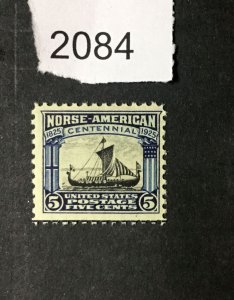 2084
NORSE-AMERICAN
1825 CENTENNIAL 1925
UNITED STATES
5 POSTAGE 5
FIVE CENTS